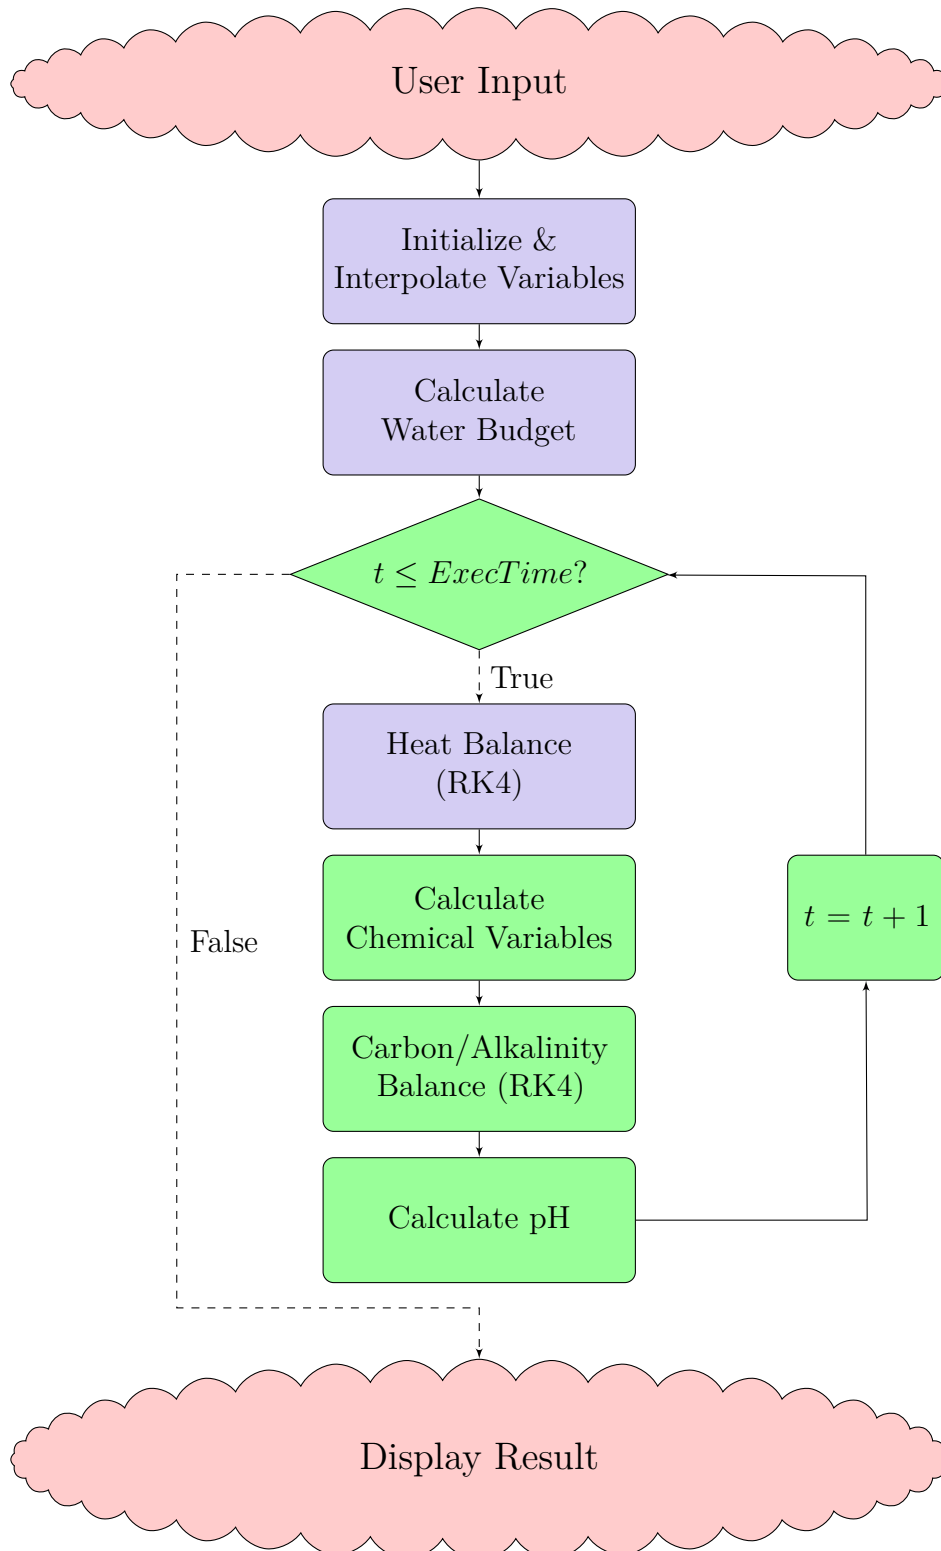 User Input
Initialize &
Interpolate Variables
Calculate
Water Budget
t ≤ ExecTime?
True
Heat Balance
(RK4)
Calculate
Chemical Variables
t = t + 1
False
Carbon/Alkalinity
Balance (RK4)
Calculate pH
Display Result